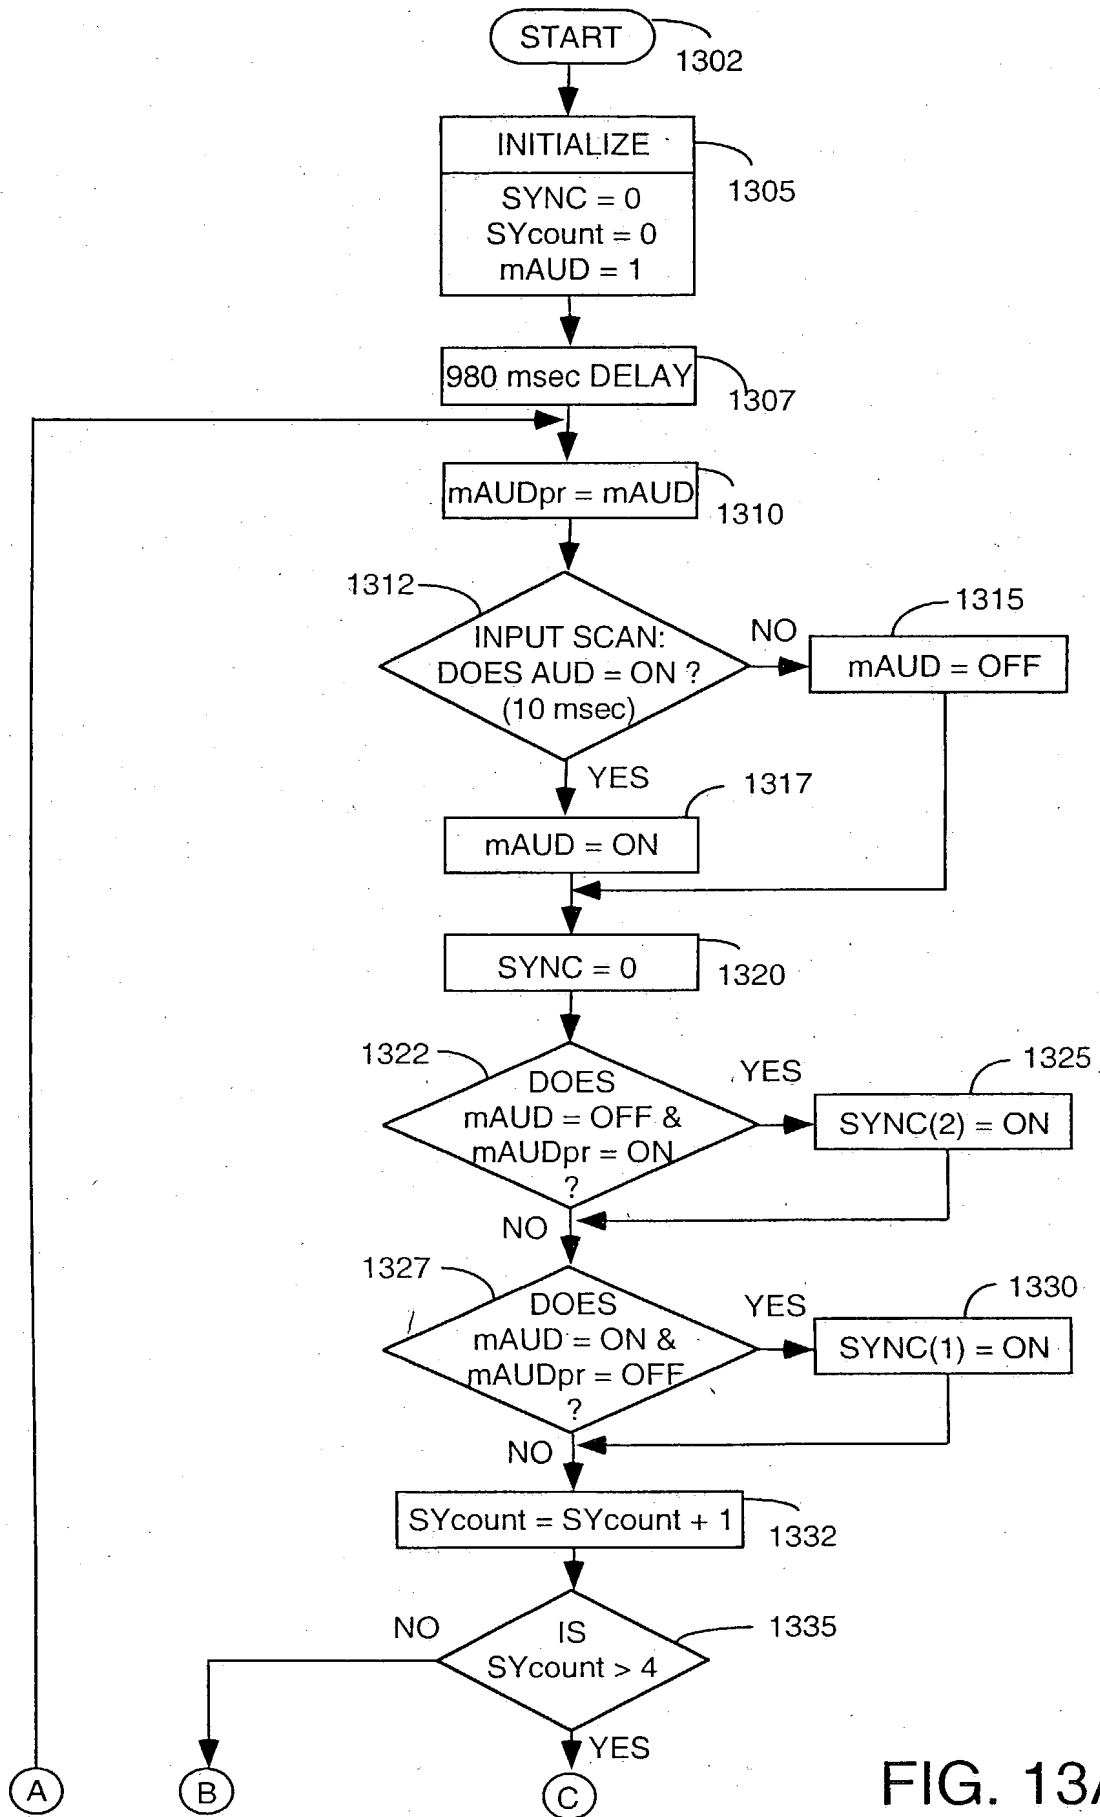 START
1302
INITIALIZE
1305
SYNC = 0
SYcount = 0
mAUD = 1
980 msec DELAY
1307
mAUDpr = mAUD
1310
1312
INPUT SCAN:
DOES AUD = ON ?
(10 msec)
NO
1315
mAUD = OFF
YES
1317
mAUD = ON
SYNC = 0
1320
1322
DOES
mAUD = OFF &
mAUDpr = ON
?
YES
1325
SYNC(2) = ON
NO
1327
DOES
mAUD = ON &
mAUDpr = OFF
?
YES
1330
SYNC(1) = ON
NO
SYcount = SYcount + 1
1332
NO
IS
SYcount > 4
1335
YES
A
B
C
FIG. 13A